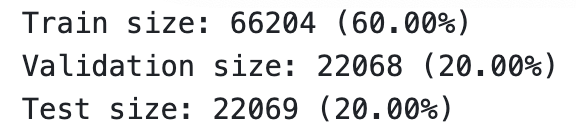 Train size: 66204 (60.00%)
Validation size: 22068 (20.00%)
Test size: 22069 (20.00%)